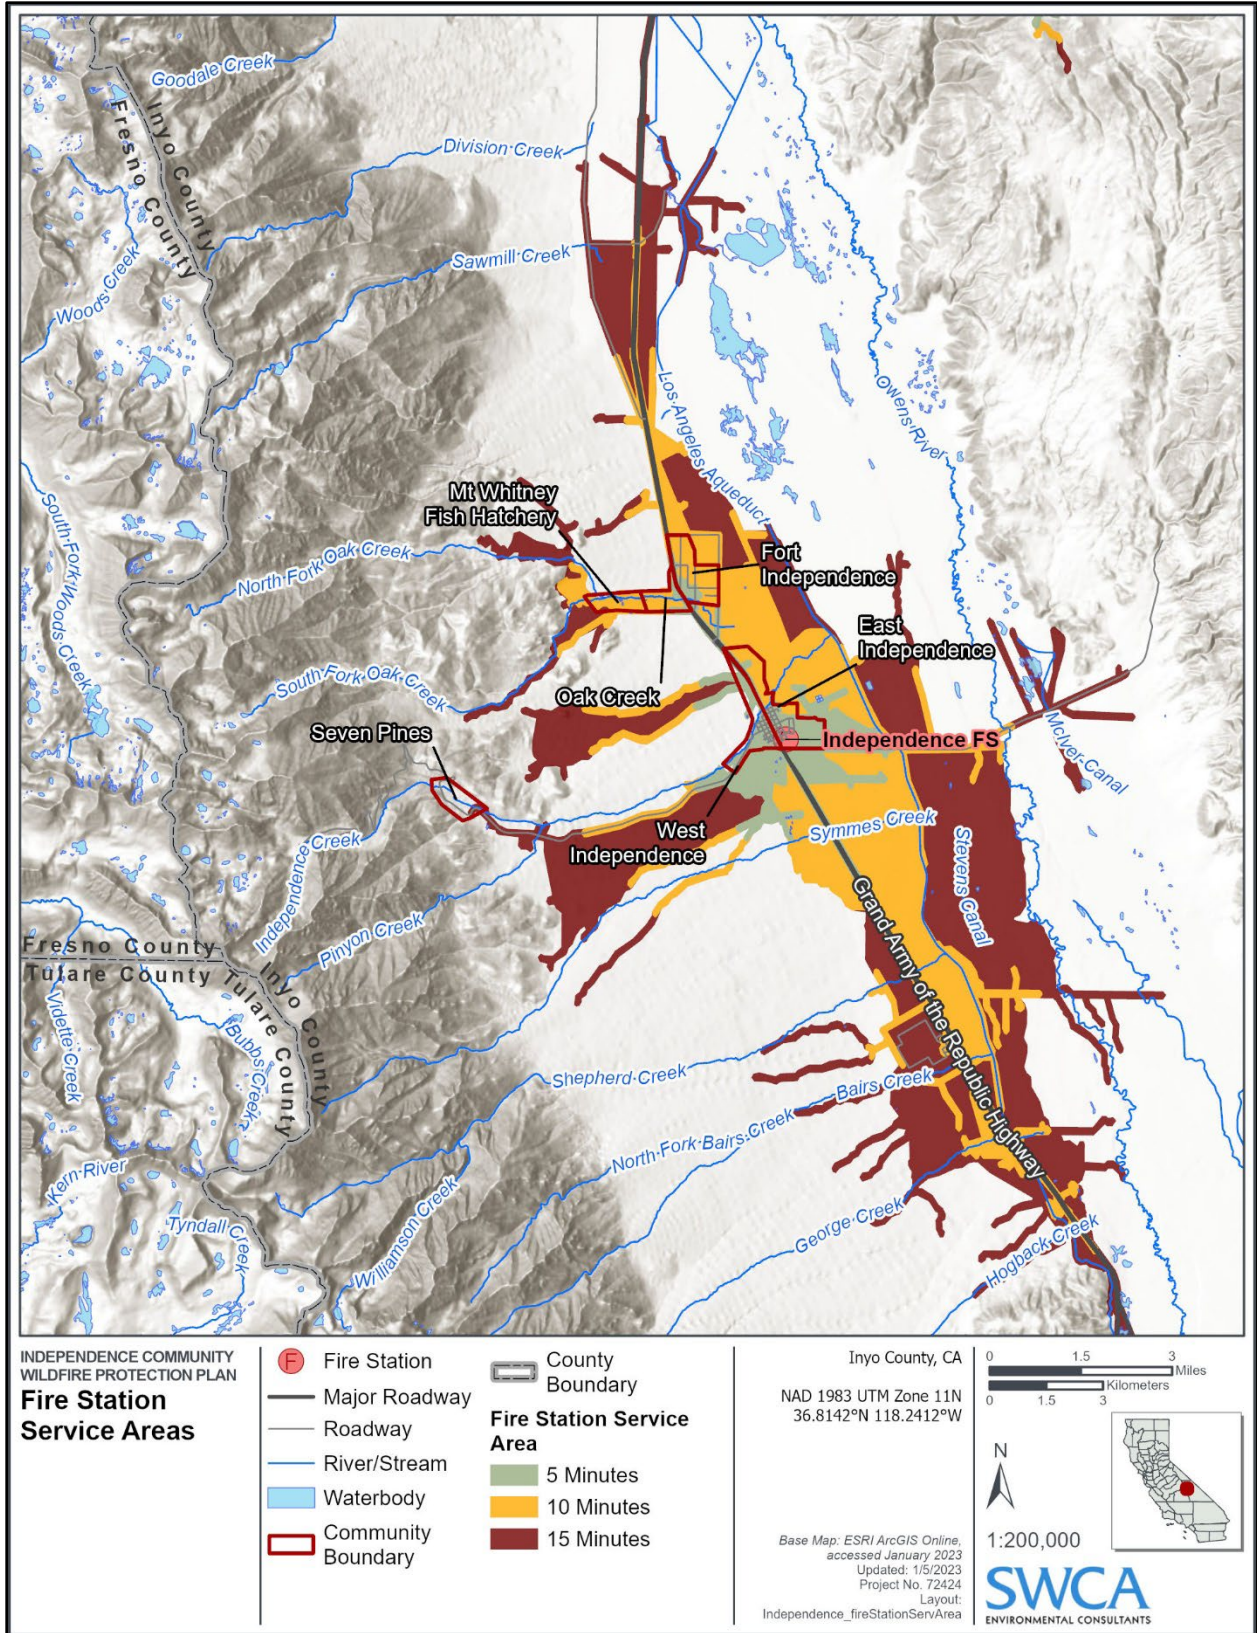 Goodale Creek
Inyo County
Fresno County
Division Creek
Sawmill Creek
Woods Creek
Los Angeles Aqueduct
Owens River
Mt Whitney
Fish Hatchery
North Fork Oak Creek
South Fork Woods Creek
Fort
Independence
East
Independence
South Fork Oak Creek
Oak Creek
Seven Pines
Independence FS
McIver Canal
West
Independence
Symmes Creek
Independence Creek
Stevens Canal
Pinyon Creek
Grand Army of the Republic Highway
Fresno County
Tulare County
Inyo County
Tulare County
Vidette Creek
Bubbs Creek
Shepherd Creek
Bairs Creek
North Fork Bairs Creek
Kern River
Tyndall Creek
Williamson Creek
George Creek
Hogback Creek
INDEPENDENCE COMMUNITY
WILDFIRE PROTECTION PLAN
Fire Station
Service Areas
F
Fire Station
Major Roadway
Roadway
River/Stream
Waterbody
Community
Boundary
County
Boundary
Fire Station Service
Area
5 Minutes
10 Minutes
15 Minutes
Inyo County, CA
NAD 1983 UTM Zone 11N
36.8142°N 118.2412°W
Base Map: ESRI ArcGIS Online,
accessed January 2023
Updated: 1/5/2023
Project No. 72424
Layout:
Independence_fireStationServArea
0 1.5 3
Miles
Kilometers
0 1.5 3
N
1:200,000
SWCA
ENVIRONMENTAL CONSULTANTS